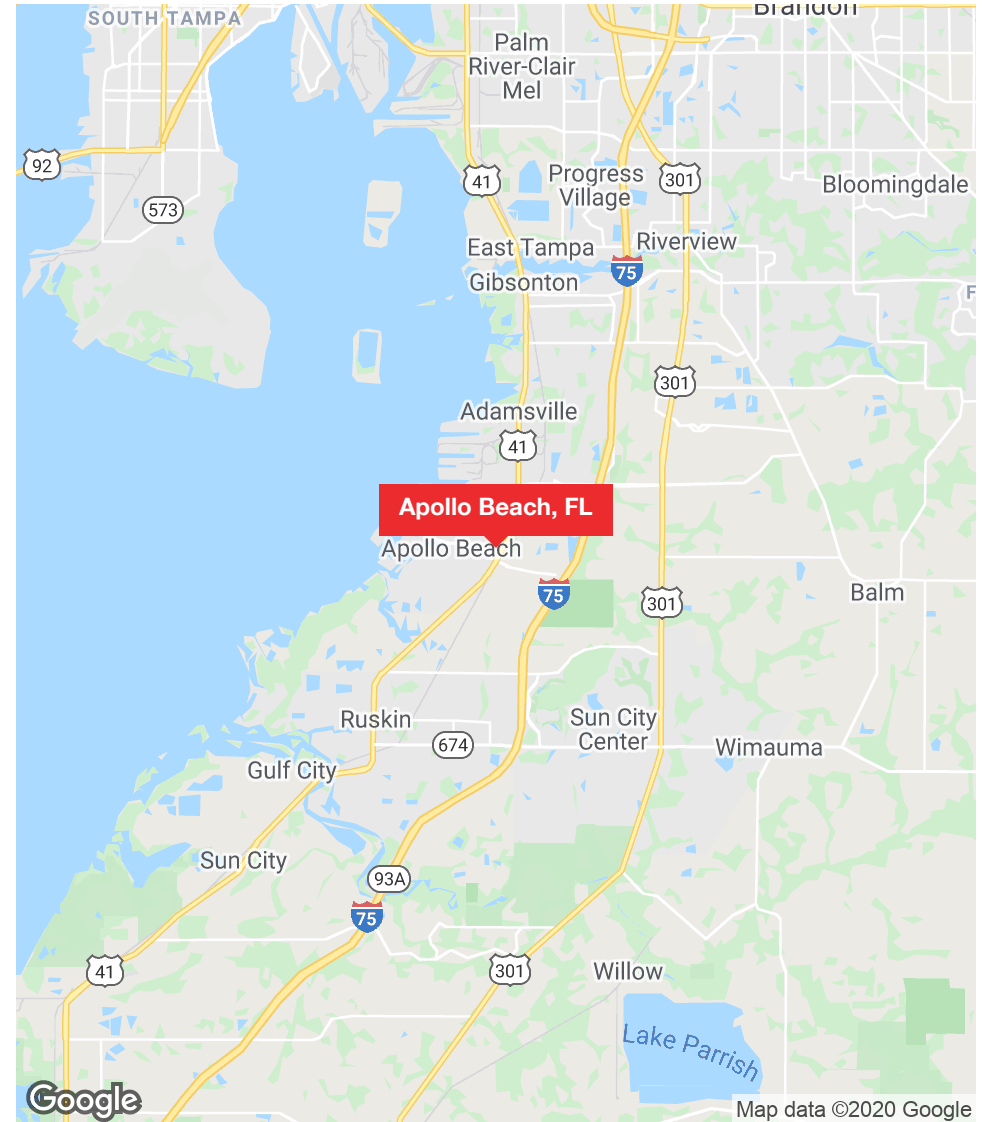 SOUTH TAMPA
Brandon
Palm
River-Clair
Mel
92
41
Progress
Village
301
Bloomingdale
573
East Tampa
Riverview
Gibsonton
75
F
301
Adamsville
41
Apollo Beach, FL
Apollo Beach
75
301
Balm
Ruskin
Sun City
Center
674
Wimauma
Gulf City
Sun City
93A
75
41
301
Willow
Lake Parrish
Google
Map data ©2020 Google